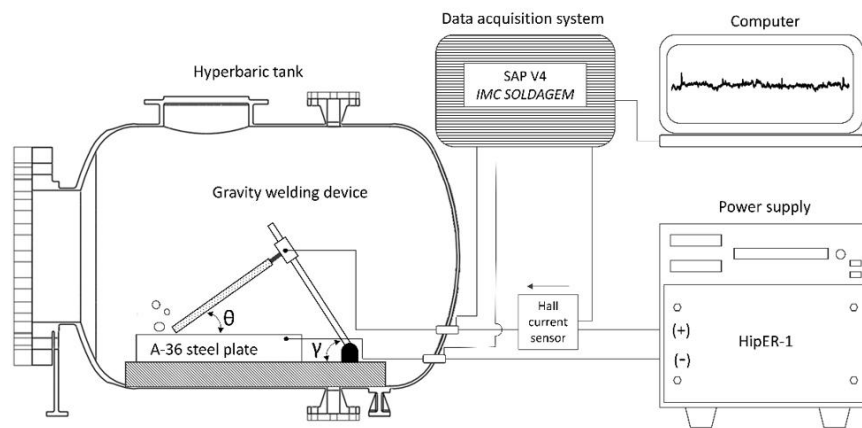 Data acquisition system
Computer
Hyperbaric tank
SAP V4
IMC SOLDAGEM
Gravity welding device
Power supply
θ
Hall
current
sensor
(+)
(-)
HipER-1
A-36 steel plate
γ